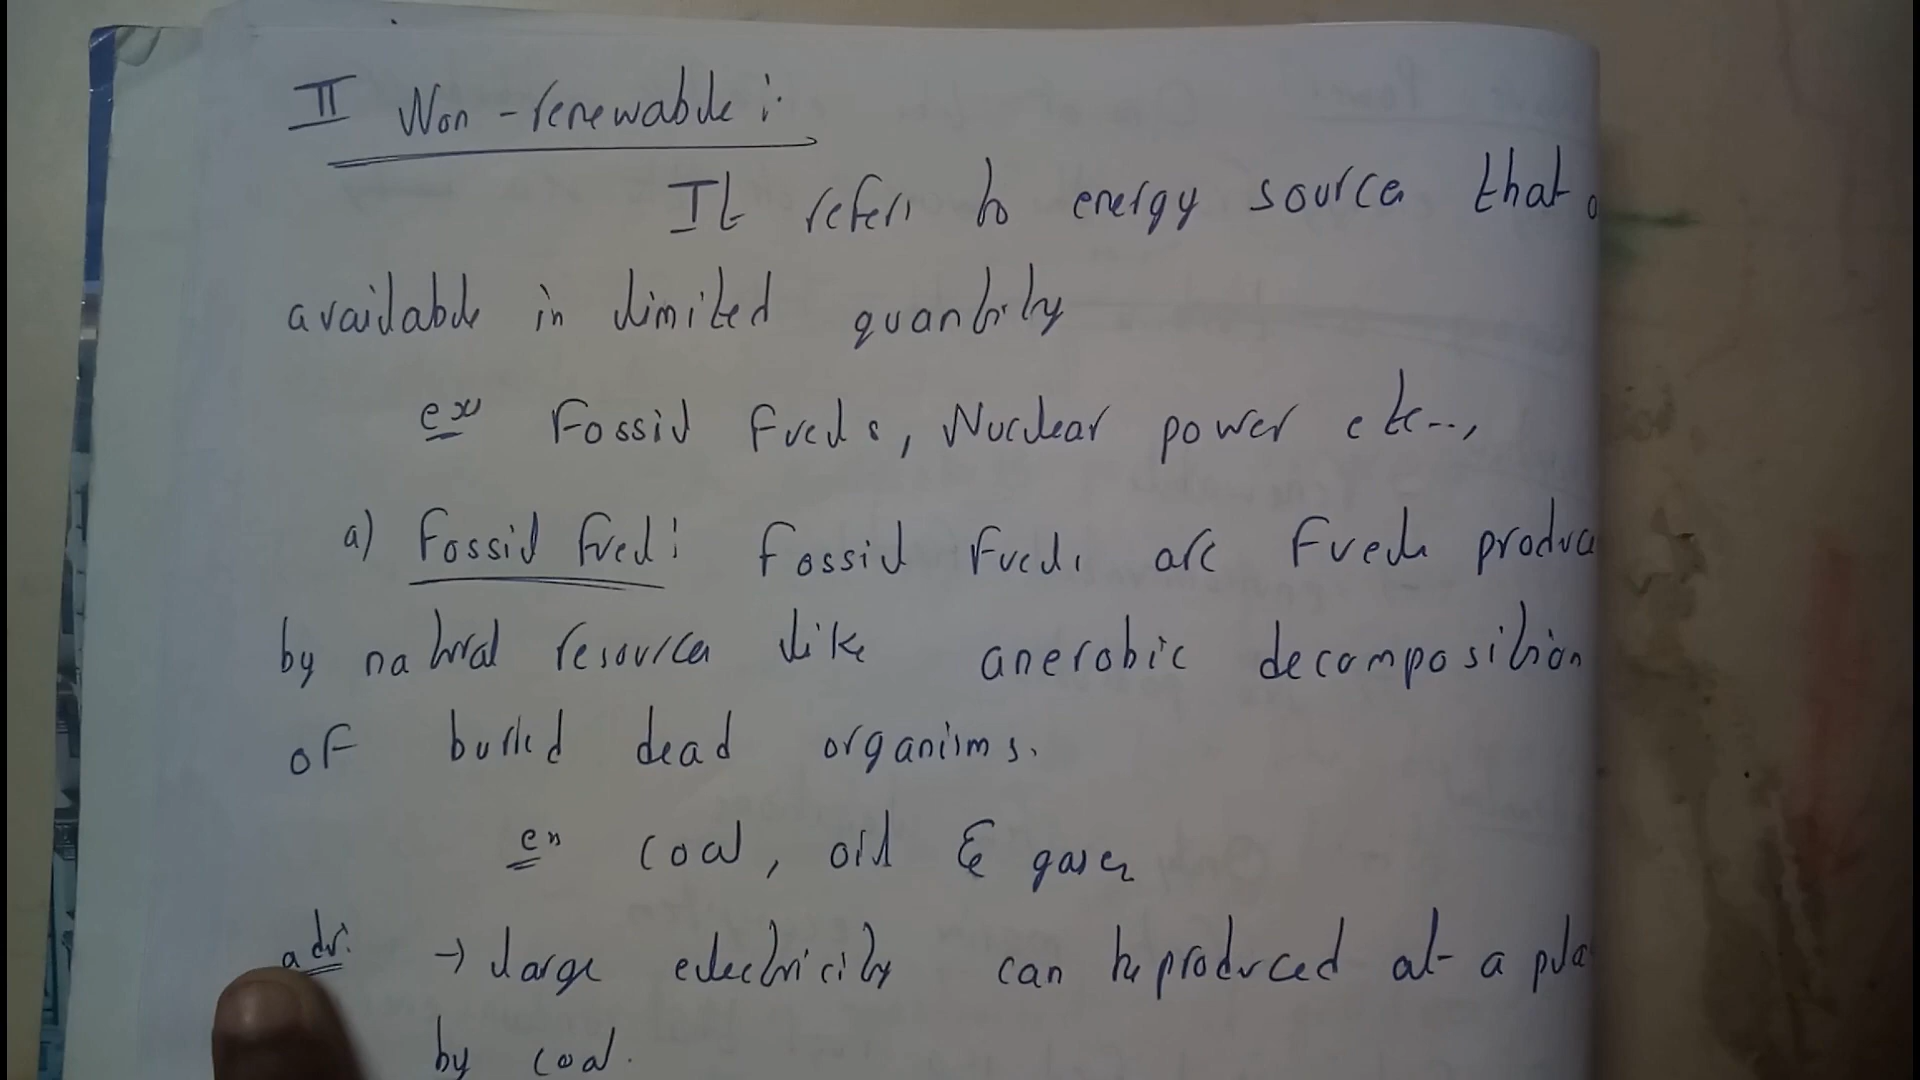 II Non-renewable :
It refers to energy source that
available in limited quantity
ex Fossil Fuels, Nuclear power etc..,
a) Fossil fuel : Fossil Fuels are Fuels produc
by natural resources like anerobic decomposition
of buried dead organisms.
ex coal, oil & gases
adv: → large electricity can be produced at a pla
by coal.